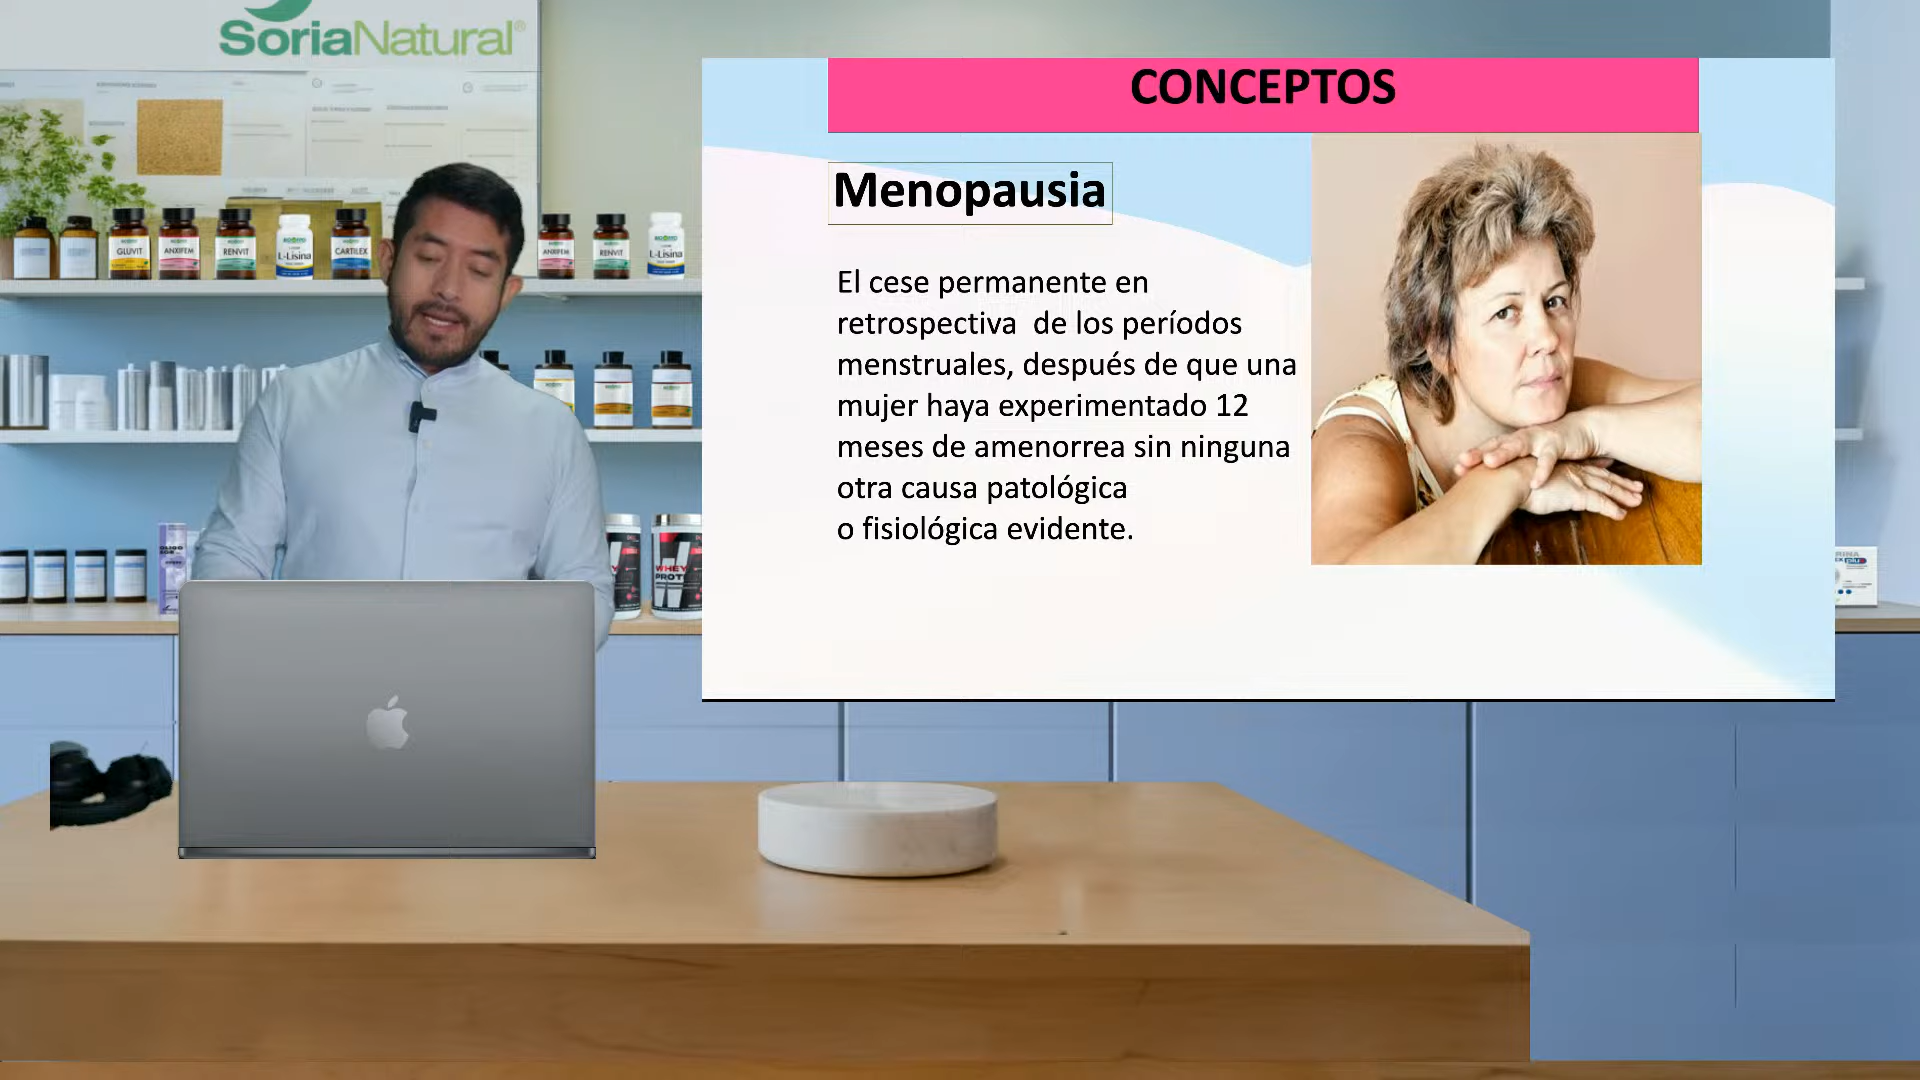 SoriaNatural®
CONCEPTOS
Menopausia
El cese permanente en
retrospectiva de los períodos
menstruales, después de que una
mujer haya experimentado 12
meses de amenorrea sin ninguna
otra causa patológica
o fisiológica evidente.
GLUVIT
ANXIFEM
RENVIT
L-Lisina
CARTILEX
ANXIFEM
RENVIT
L-Lisina
WHEY